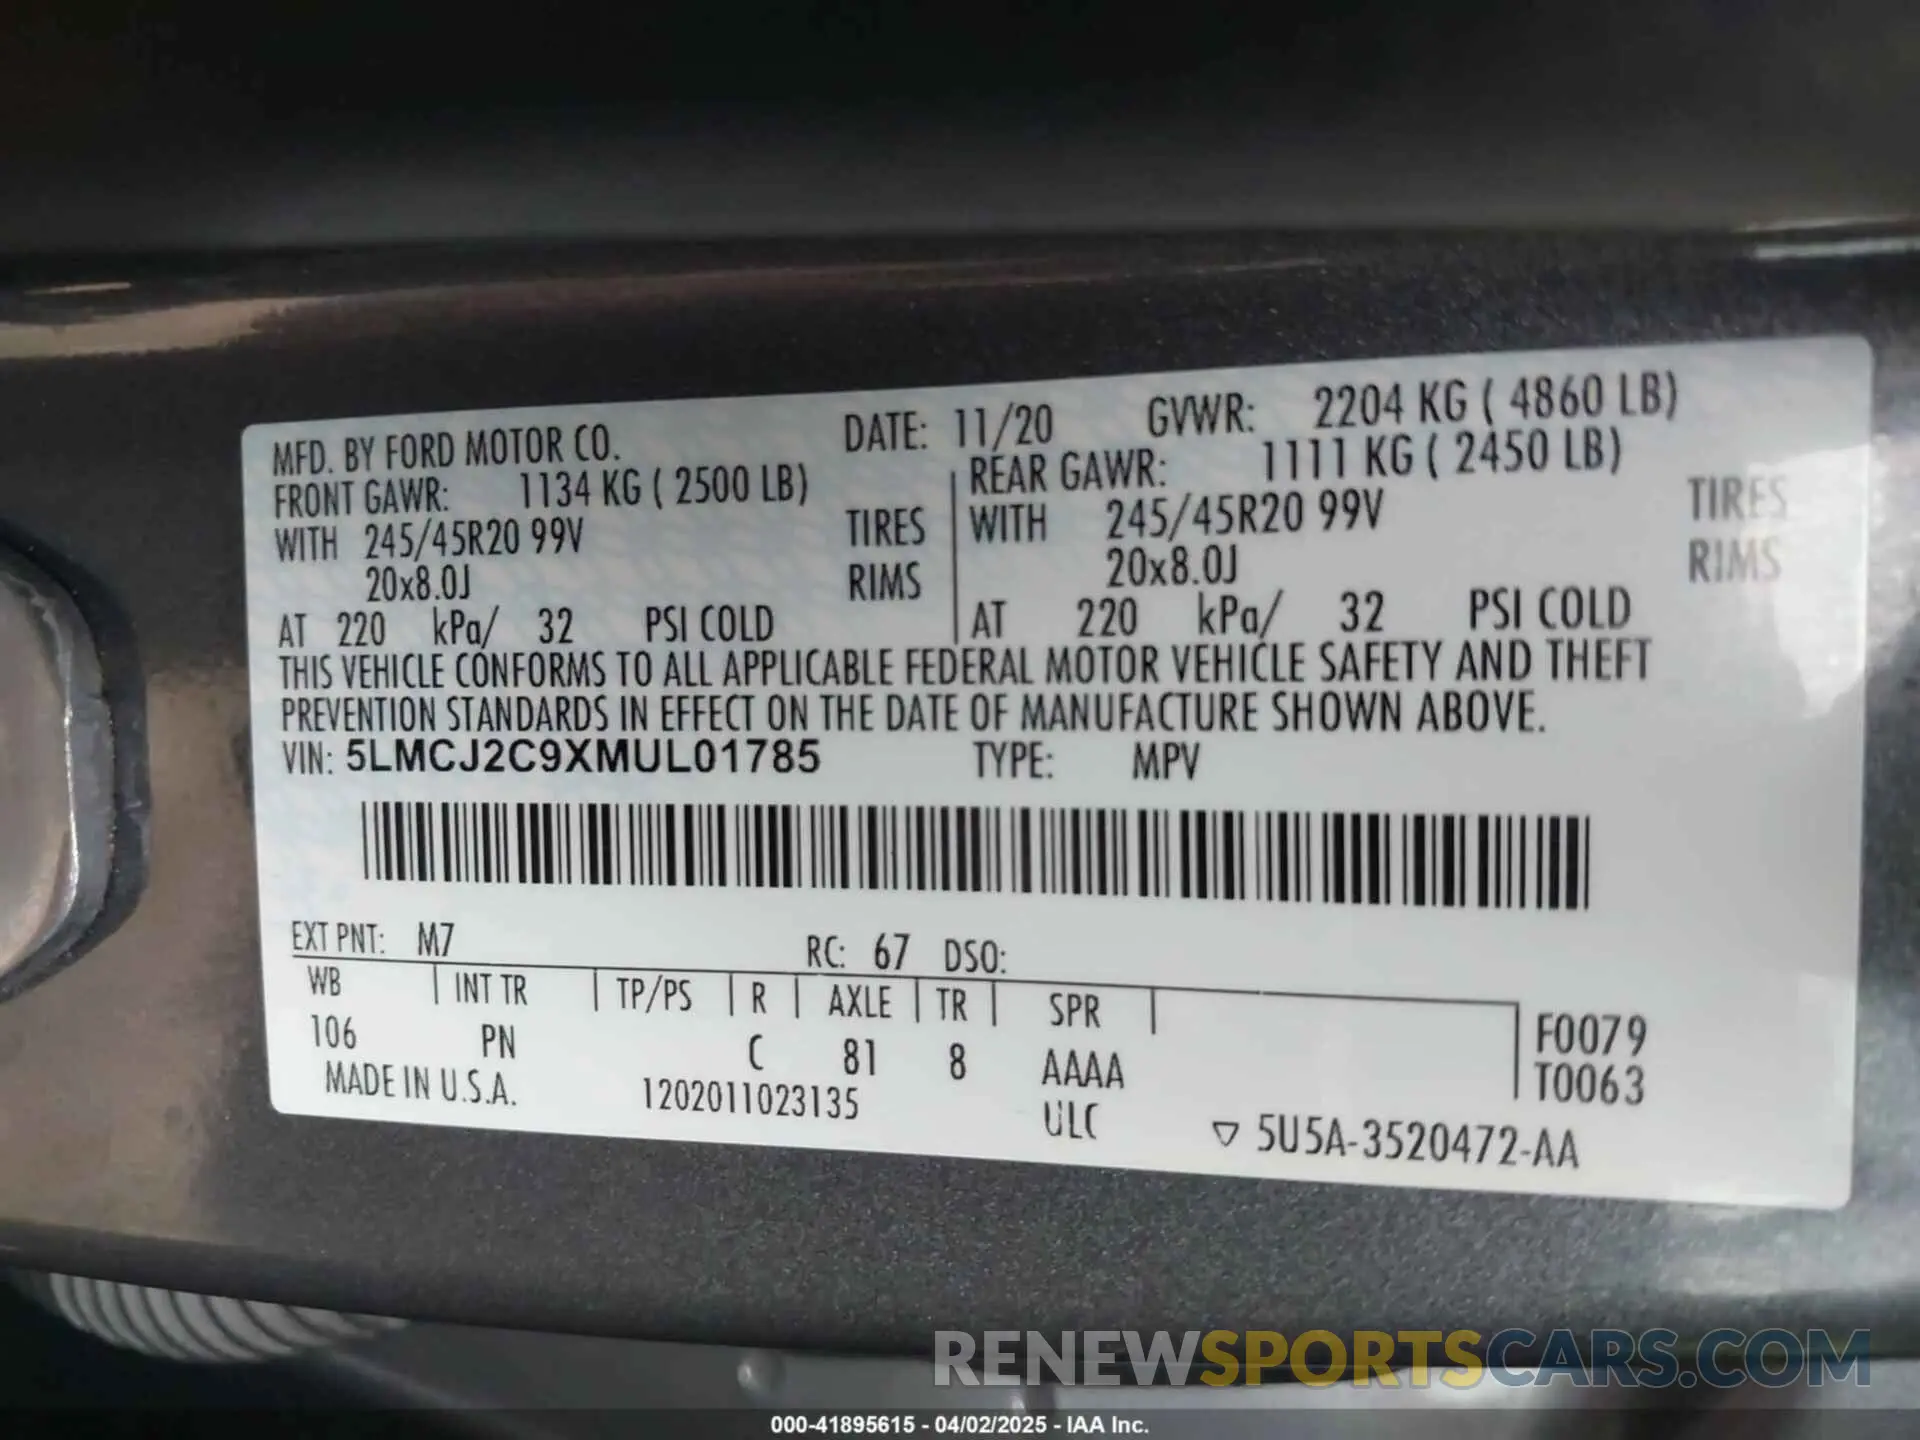 MFD. BY FORD MOTOR CO. DATE: 11/20 GVWR: 2204 KG ( 4860 LB)
FRONT GAWR: 1134 KG ( 2500 LB) REAR GAWR: 1111 KG ( 2450 LB)
WITH 245/45R20 99V TIRES WITH 245/45R20 99V TIRES
20x8.0J RIMS 20x8.0J RIMS
AT 220 kPa/ 32 PSI COLD AT 220 kPa/ 32 PSI COLD
THIS VEHICLE CONFORMS TO ALL APPLICABLE FEDERAL MOTOR VEHICLE SAFETY AND THEFT
PREVENTION STANDARDS IN EFFECT ON THE DATE OF MANUFACTURE SHOWN ABOVE.
VIN: 5LMCJ2C9XMUL01785 TYPE: MPV
EXT PNT: M7 RC: 67 DSO:
WB INT TR TP/PS R AXLE TR SPR
106 PN C 81 8 AAAA
F0079
T0063
MADE IN U.S.A. 1202011023135 ULC
▽ 5U5A-3520472-AA
RENEWSPORTSCARS.COM
000-41895615 - 04/02/2025 - IAA Inc.